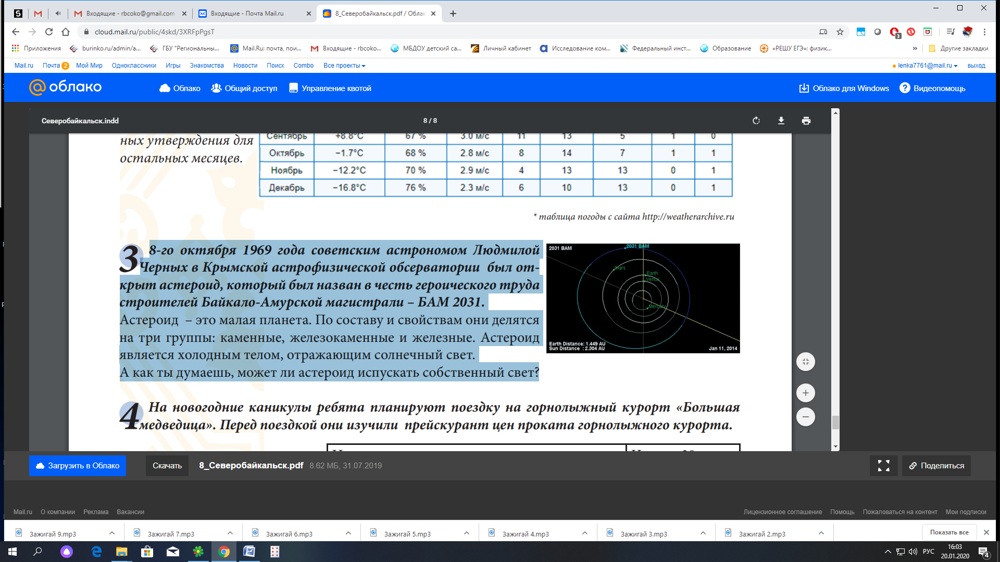 Входящие - rbcoko@gmail.com
Входящие - Почта Mail.ru
8_Северобайкальск.pdf / Облак
cloud.mail.ru/public/4skd/3XRFpPgsT
3
Приложения
burinko.ru/admin/a...
ГБУ "Региональны...
Mail.Ru: почта, пои...
Входящие - rbcoko...
МБДОУ детский са...
Личный кабинет
Исследование ком...
Федеральный инст...
Образование
«РЕШУ ЕГЭ»: физик...
»
Другие закладки
Mail.ru Почта 2 Мой Мир Одноклассники Игры Знакомства Новости Поиск Combo Все проекты
lenka7761@mail.ru выход
@облако
Облако Общий доступ Управление квотой
Облако для Windows ? Видеопомощь
Северобайкальск.indd
8 / 8
ных утверждения для
остальных месяцев.
Сентябрь +8.8°C 67 % 3.0 м/с 11 13 5 1 0
Октябрь −1.7°C 68 % 2.8 м/с 8 14 7 1 1
Ноябрь −12.2°C 70 % 2.9 м/с 4 13 13 0 1
Декабрь −16.8°C 76 % 2.3 м/с 6 10 13 0 1
* таблица погоды с сайта http://weatherarchive.ru
3 8-го октября 1969 года советским астрономом Людмилой
Черных в Крымской астрофизической обсерватории был от-
крыт астероид, который был назван в честь героического труда
строителей Байкало-Амурской магистрали – БАМ 2031.
Астероид – это малая планета. По составу и свойствам они делятся
на три группы: каменные, железокаменные и железные. Астероид
является холодным телом, отражающим солнечный свет.
А как ты думаешь, может ли астероид испускать собственный свет?
2031 BAM
2031 BAM
Mars
Earth
Venus
Mercury
Earth Distance: 1.449 AU
Sun Distance : 2.304 AU
Jan 11, 2014
4 На новогодние каникулы ребята планируют поездку на горнолыжный курорт «Большая
медведица». Перед поездкой они изучили прейскурант цен проката горнолыжного курорта.
Загрузить в Облако
Скачать
8_Северобайкальск.pdf 8.62 МБ, 31.07.2019
Поделиться
Mail.ru О компании Реклама Вакансии
Лицензионное соглашение Помощь Пожаловаться на контент Мои подписки
Зажигай 9.mp3
Зажигай 7.mp3
Зажигай 6.mp3
Зажигай 5.mp3
Зажигай 4.mp3
Зажигай 3.mp3
Зажигай 2.mp3
Показать все
РУС
16:03
20.01.2020
4